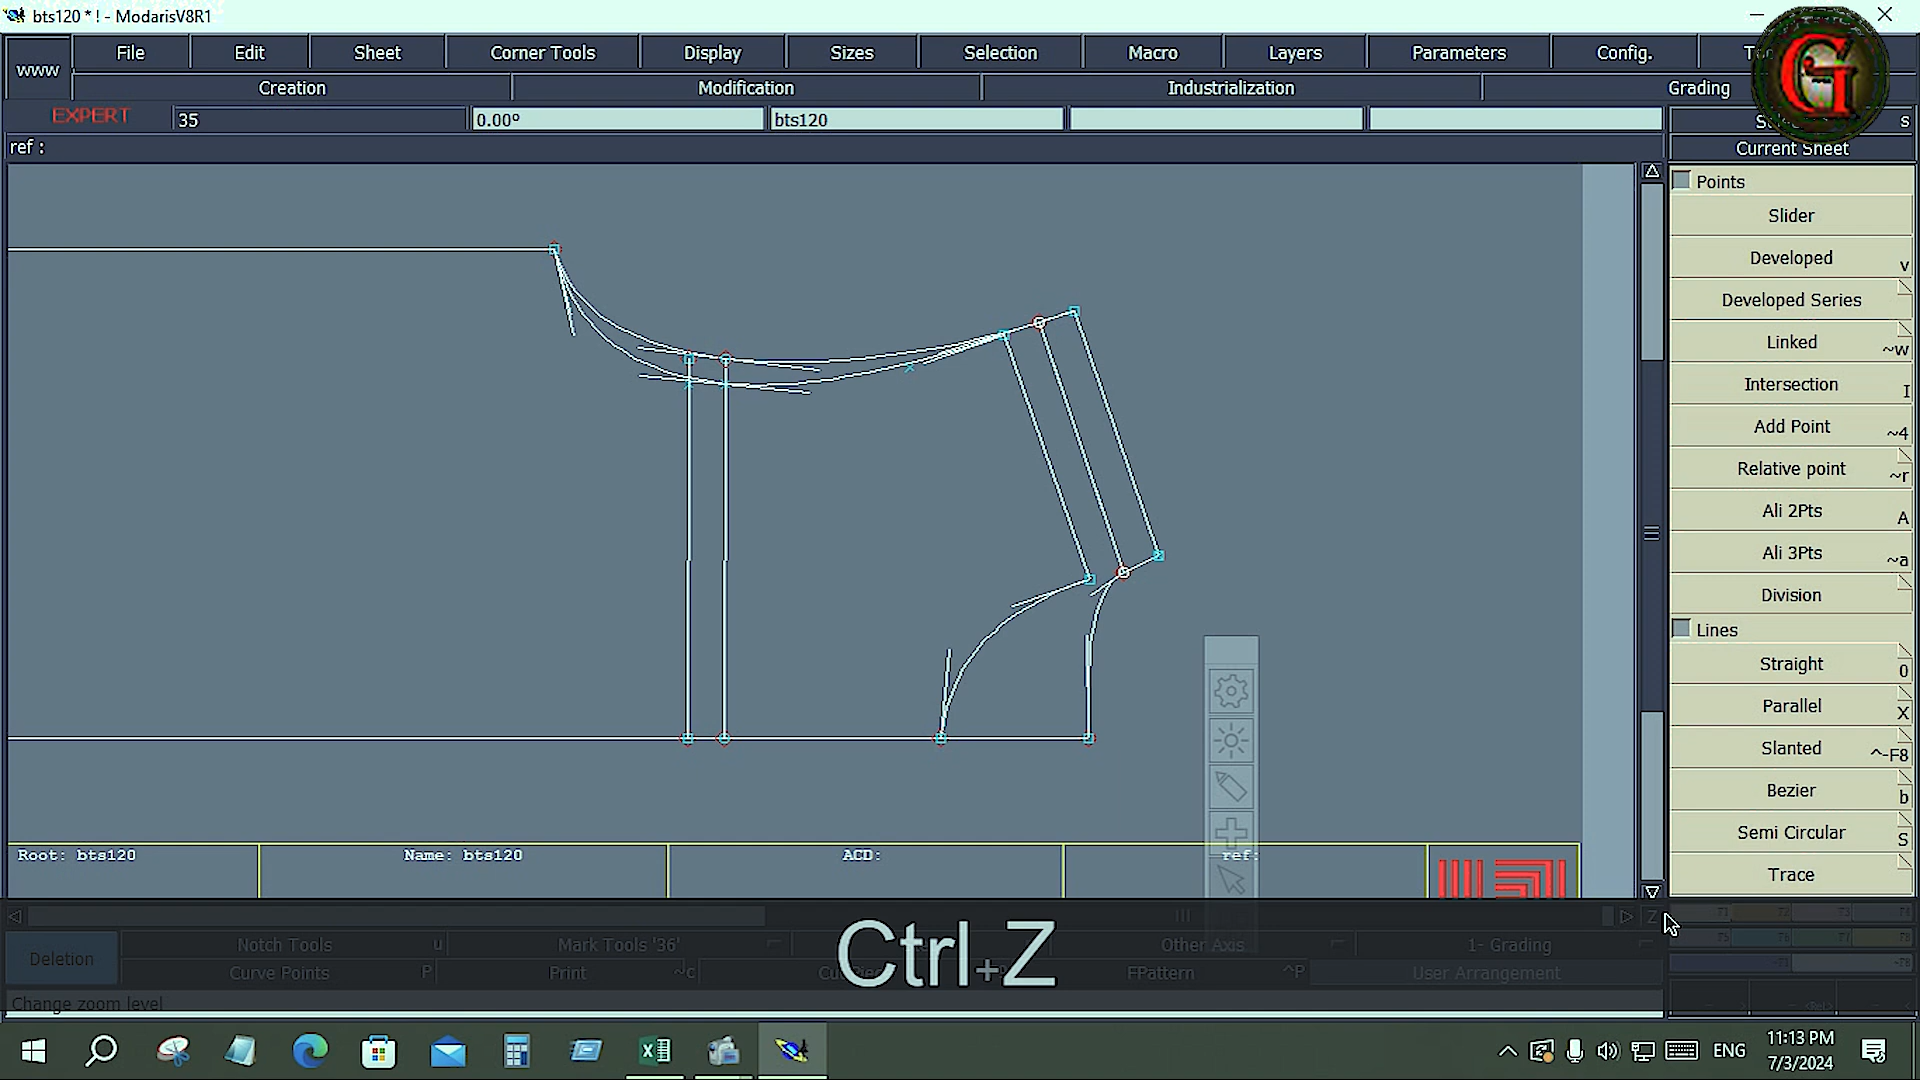 bts120 * ! - ModarisV8R1
www
File Edit Sheet Corner Tools Display Sizes Selection Macro Layers Parameters Config.
Creation Modification Industrialization Grading
EXPERT 35 0.00º bts120
ref :
s
Current Sheet
Points
Slider
Developed v
Developed Series
Linked ~w
Intersection I
Add Point ~4
Relative point ~r
Ali 2Pts A
Ali 3Pts ~a
Division
Lines
Straight 0
Parallel X
Slanted ^-F8
Bezier b
Semi Circular S
Trace
Root: bts120 Name: bts120 ACD: ref:
Z
Deletion
Notch Tools u Mark Tools '36' Other Axis 1- Grading
Curve Points P Print ~c FPattern ^P User Arrangement
Ctrl+Z
Change zoom level
ENG
11:13 PM
7/3/2024
G